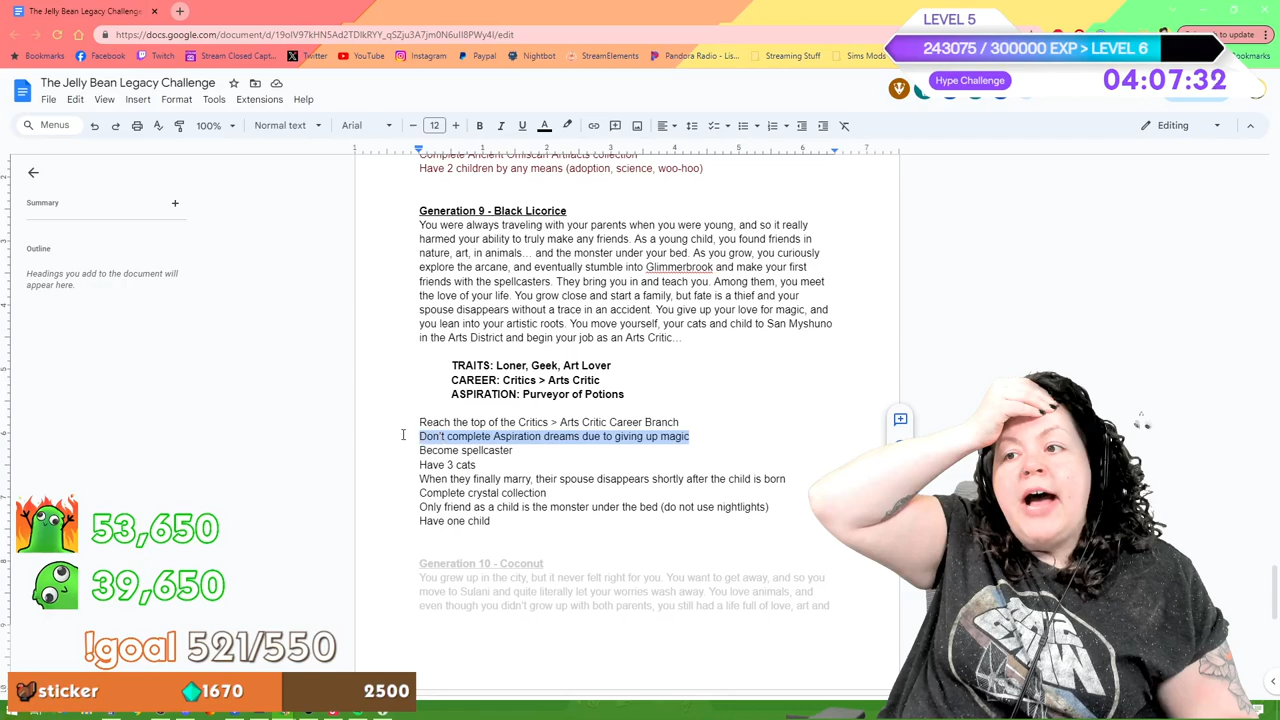 The Jelly Bean Legacy Challenge
LEVEL 5
https://docs.google.com/document/d/19oIV97kHN5Ad2TDIkRYY_qSZju3A7jm0N6uII8PWy4I/edit
243075 / 300000 EXP > LEVEL 6
to update
Bookmarks
Facebook
Twitch
Stream Closed Capt...
Twitter
YouTube
Instagram
Paypal
Nightbot
StreamElements
Pandora Radio - Lis...
Streaming Stuff
Sims Mods
Hype Challenge
04:07:32
The Jelly Bean Legacy Challenge
File Edit View Insert Format Tools Extensions Help
Menus
100%
Normal text
Arial
12
B I U A
Editing
1 1 2 3 4 5 6 7
Complete Ancient Omiscan Artifacts collection
Have 2 children by any means (adoption, science, woo-hoo)
Summary
Outline
Headings you add to the document will
appear here.
Generation 9 - Black Licorice
You were always traveling with your parents when you were young, and so it really
harmed your ability to truly make any friends. As a young child, you found friends in
nature, art, in animals... and the monster under your bed. As you grow, you curiously
explore the arcane, and eventually stumble into Glimmerbrook and make your first
friends with the spellcasters. They bring you in and teach you. Among them, you meet
the love of your life. You grow close and start a family, but fate is a thief and your
spouse disappears without a trace in an accident. You give up your love for magic, and
you lean into your artistic roots. You move yourself, your cats and child to San Myshuno
in the Arts District and begin your job as an Arts Critic...
TRAITS: Loner, Geek, Art Lover
CAREER: Critics > Arts Critic
ASPIRATION: Purveyor of Potions
Reach the top of the Critics > Arts Critic Career Branch
Don't complete Aspiration dreams due to giving up magic
Become spellcaster
Have 3 cats
When they finally marry, their spouse disappears shortly after the child is born
Complete crystal collection
Only friend as a child is the monster under the bed (do not use nightlights)
Have one child
Generation 10 - Coconut
You grew up in the city, but it never felt right for you. You want to get away, and so you
move to Sulani and quite literally let your worries wash away. You love animals, and
even though you didn't grow up with both parents, you still had a life full of love, art and
53,650
39,650
!goal 521/550
sticker
1670
2500